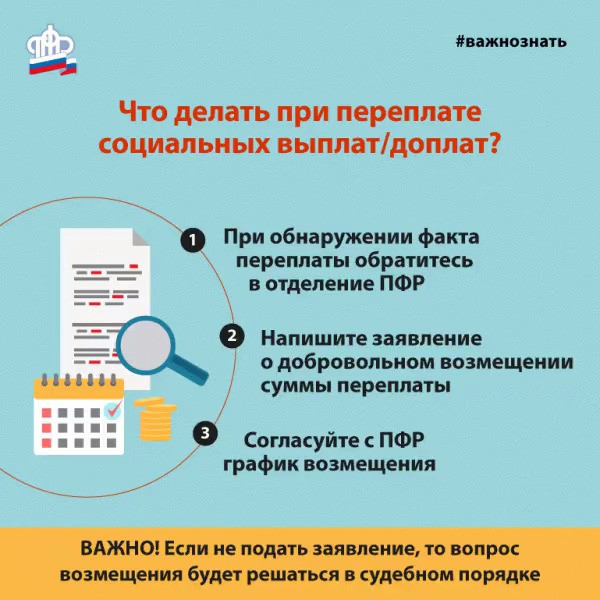 ПФР
#важнознать
Что делать при переплате
социальных выплат/доплат?
1
При обнаружении факта
переплаты обратитесь
в отделение ПФР
2
Напишите заявление
о добровольном возмещении
суммы переплаты
3
Согласуйте с ПФР
график возмещения
ВАЖНО! Если не подать заявление, то вопрос
возмещения будет решаться в судебном порядке